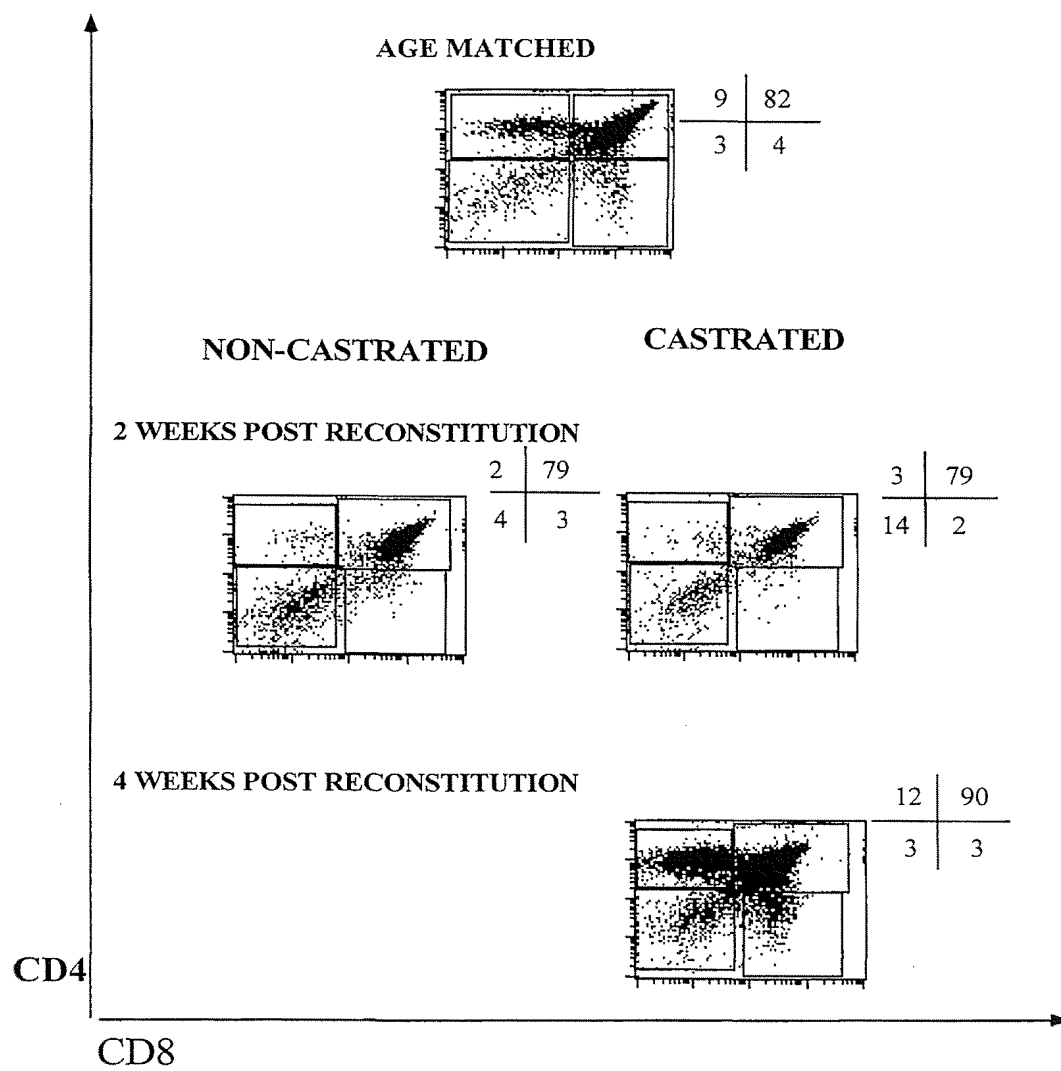 AGE MATCHED
9 82
3 4
NON-CASTRATED
CASTRATED
2 WEEKS POST RECONSTITUTION
2 79
4 3
3 79
14 2
4 WEEKS POST RECONSTITUTION
12 90
3 3
CD4
CD8